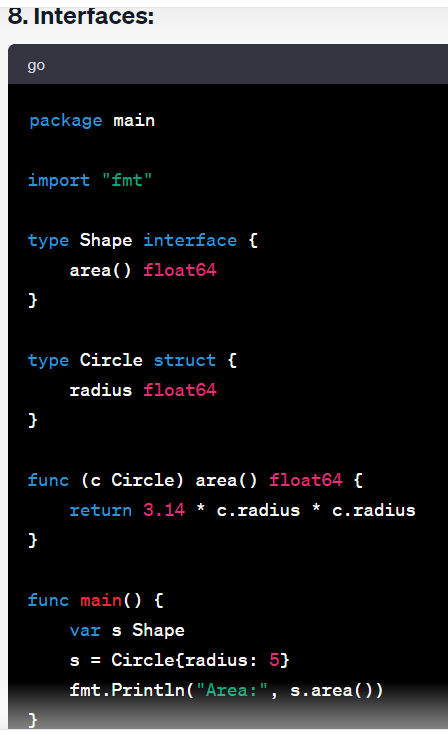 8. Interfaces:
go
package main
import "fmt"
type Shape interface {
    area() float64
}
type Circle struct {
    radius float64
}
func (c Circle) area() float64 {
    return 3.14 * c.radius * c.radius
}
func main() {
    var s Shape
    s = Circle{radius: 5}
    fmt.Println("Area:", s.area())
}